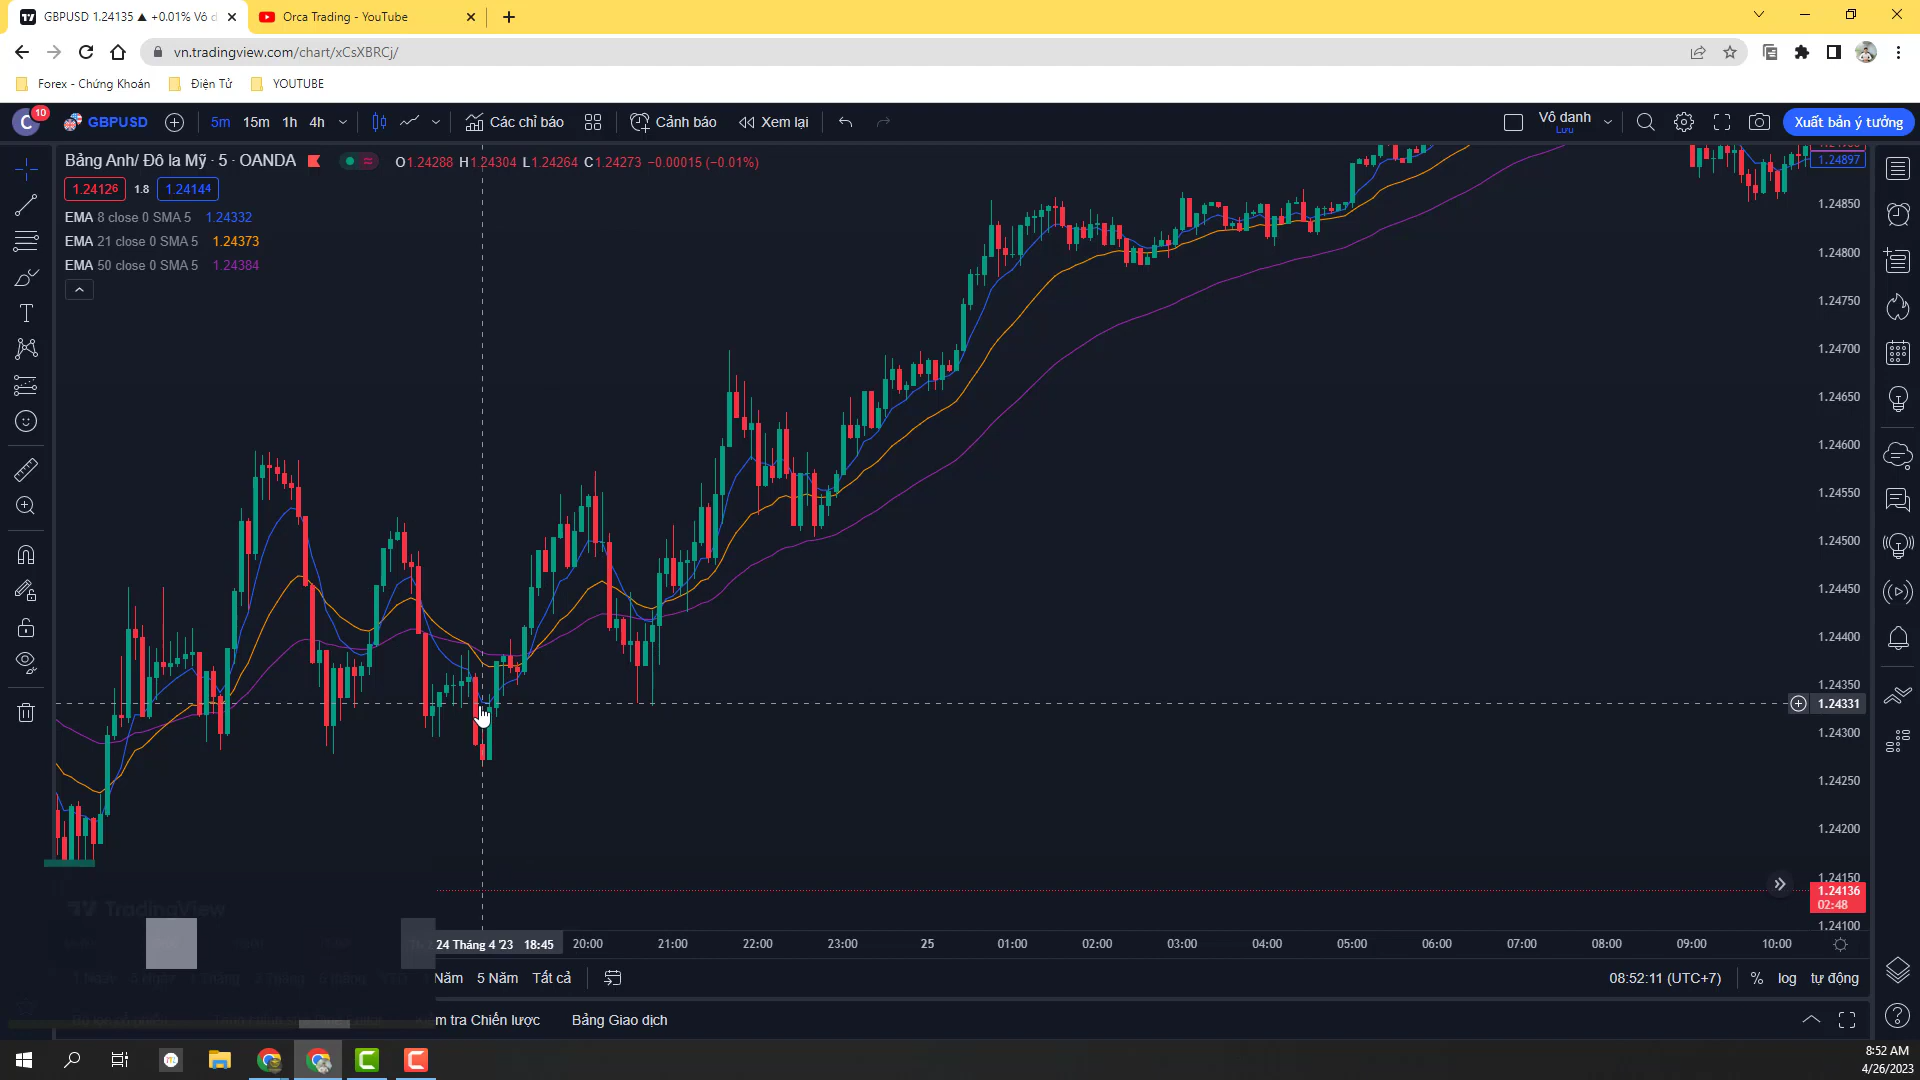 GBPUSD 1.24135 ▲ +0.01% Vô d
Orca Trading - YouTube
vn.tradingview.com/chart/xCsXBRCj/
Forex - Chứng Khoán
Điện Tử
YOUTUBE
C
10
GBPUSD
5m
15m
1h
4h
Các chỉ báo
Cảnh báo
Xem lại
Vô danh
Lưu
Xuất bản ý tưởng
Bảng Anh/ Đô la Mỹ · 5 · OANDA
O1.24288 H1.24304 L1.24264 C1.24273 −0.00015 (−0.01%)
1.24126
1.8
1.24144
EMA 8 close 0 SMA 5 1.24332
EMA 21 close 0 SMA 5 1.24373
EMA 50 close 0 SMA 5 1.24384
1.24897
1.24850
1.24800
1.24750
1.24700
1.24650
1.24600
1.24550
1.24500
1.24450
1.24400
1.24350
1.24331
1.24300
1.24250
1.24200
1.24150
1.24136
02:48
1.24100
TradingView
24 Tháng 4 '23 18:45
20:00
21:00
22:00
23:00
25
01:00
02:00
03:00
04:00
05:00
06:00
07:00
08:00
09:00
10:00
Năm
5 Năm
Tất cả
08:52:11 (UTC+7)
%
log
tự động
tra Chiến lược
Bảng Giao dịch
8:52 AM
4/26/2023